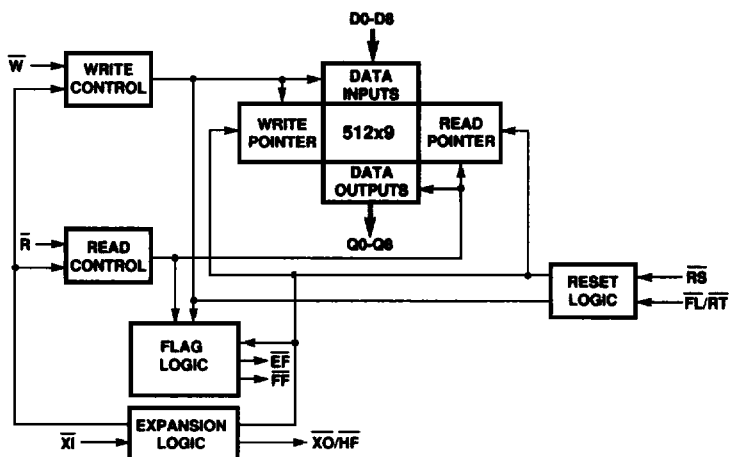 D0-D8
W
WRITE
CONTROL
DATA
INPUTS
WRITE
POINTER
512x9
READ
POINTER
DATA
OUTPUTS
R
READ
CONTROL
Q0-Q8
RESET
LOGIC
RS
FL/RT
FLAG
LOGIC
EF
FF
EXPANSION
LOGIC
XI
XO/HF